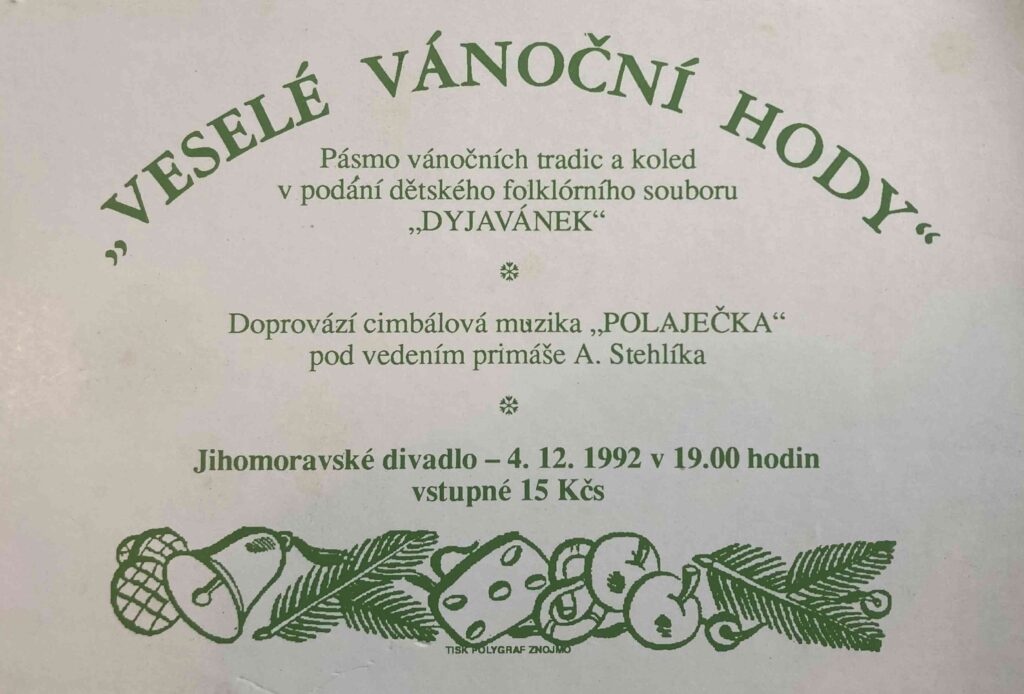 „VESELÉ VÁNOČNÍ HODY“
Pásmo vánočních tradic a koled
v podání dětského folklórního souboru
„DYJAVÁNEK“
Doprovází cimbálová muzika „POLAJEČKA“
pod vedením primáše A. Stehlíka
Jihomoravské divadlo – 4. 12. 1992 v 19.00 hodin
vstupné 15 Kčs
TISK POLYGRAF ZNOJMO